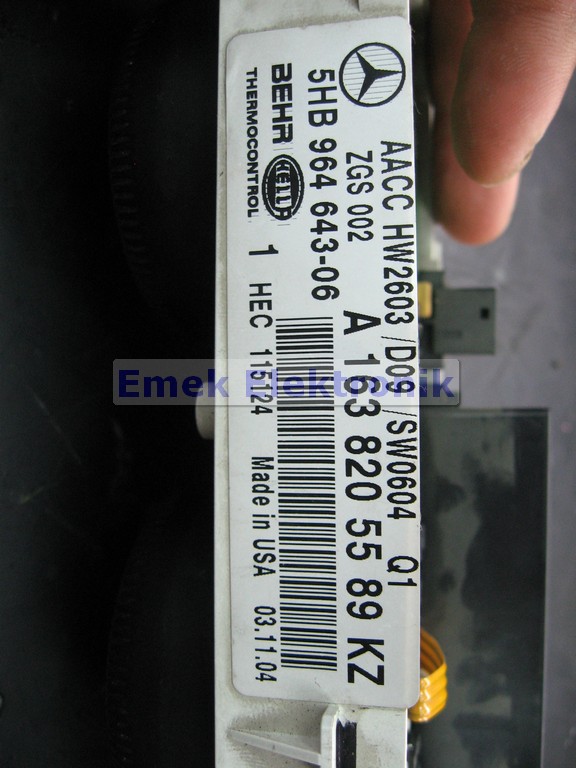 AACC HW2603 /D09 /SW0604 Q1
ZGS 002
A 163 820 55 89 KZ
5HB 964 643-06
BEHR HELLA
THERMOCONTROL
1 HEC 115124 Made in USA 03.11.04
Emek Elektronik